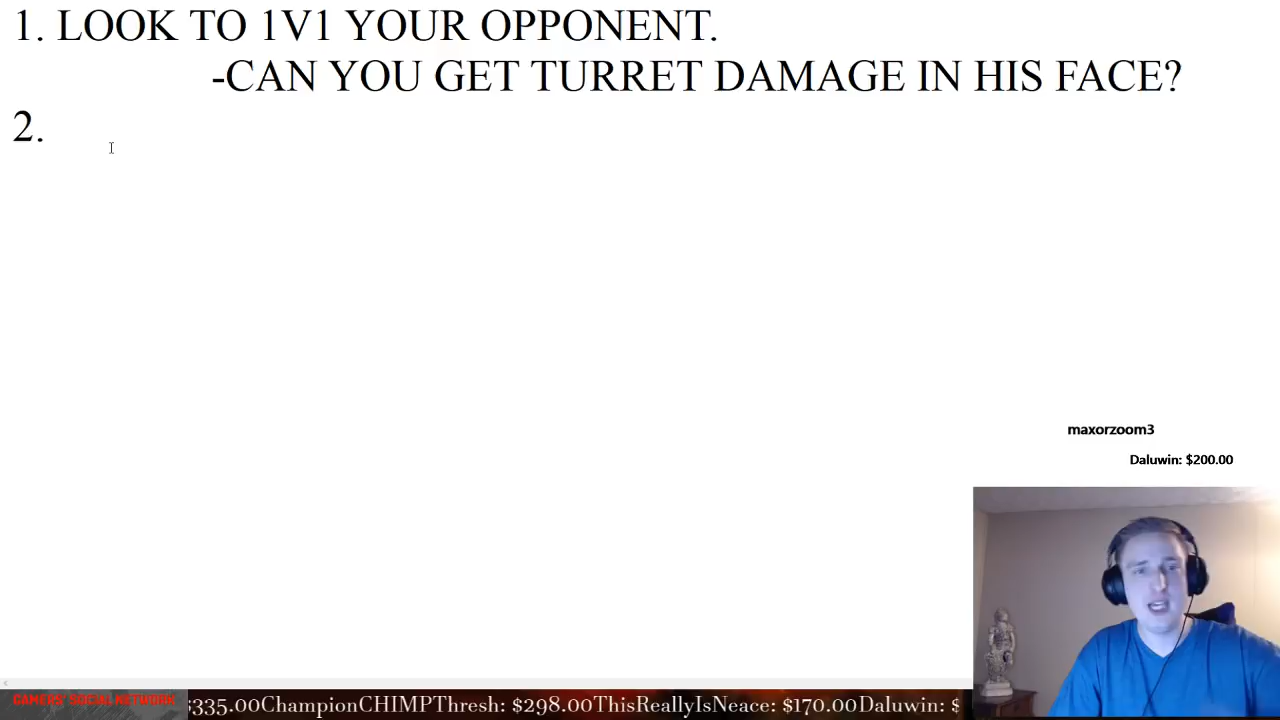 1. LOOK TO 1V1 YOUR OPPONENT.
-CAN YOU GET TURRET DAMAGE IN HIS FACE?
2.
maxorzoom3
Daluwin: $200.00
GAMERS' SOCIAL NETWORK
$335.00ChampionCHIMPThresh: $298.00ThisReallyIsNeace: $170.00Daluwin: $